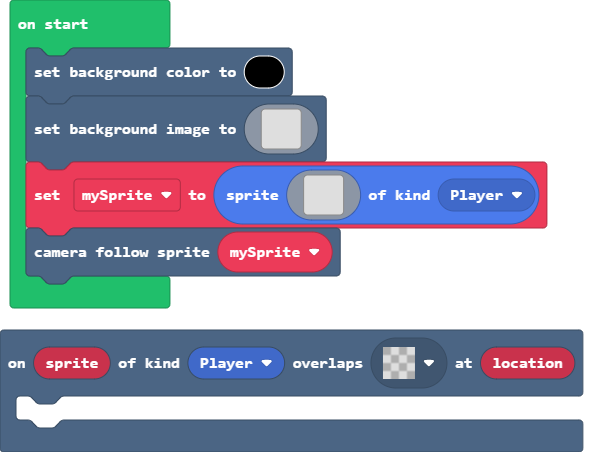 on start
set background color to
set background image to
set mySprite to sprite of kind Player
camera follow sprite mySprite
on sprite of kind Player overlaps at location